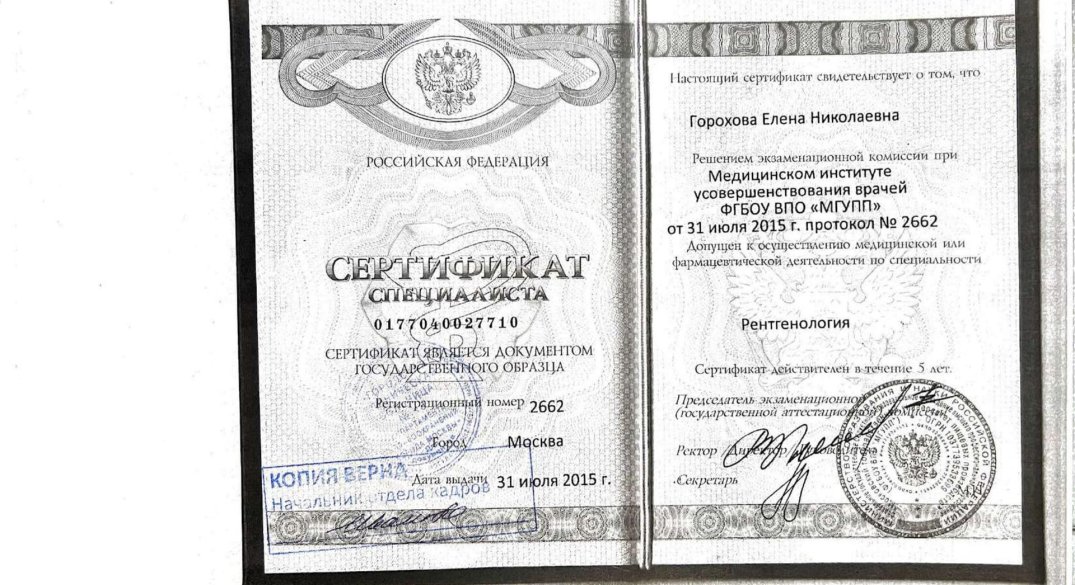 РОССИЙСКАЯ ФЕДЕРАЦИЯ
СЕРТИФИКАТ
СПЕЦИАЛИСТА
0177040027710
СЕРТИФИКАТ ЯВЛЯЕТСЯ ДОКУМЕНТОМ
ГОСУДАРСТВЕННОГО ОБРАЗЦА
Регистрационный номер 2662
Город Москва
Дата выдачи 31 июля 2015 г.
КОПИЯ ВЕРНА
Начальник отдела кадров
Настоящий сертификат свидетельствует о том, что
Горохова Елена Николаевна
Решением экзаменационной комиссии при
Медицинском институте
усовершенствования врачей
ФГБОУ ВПО «МГУПП»
от 31 июля 2015 г. протокол № 2662
Допущен к осуществлению медицинской или
фармацевтической деятельности по специальности
Рентгенология
Сертификат действителен в течение 5 лет.
Председатель экзаменационной
(государственной аттестационной) комиссии
Ректор
Секретарь